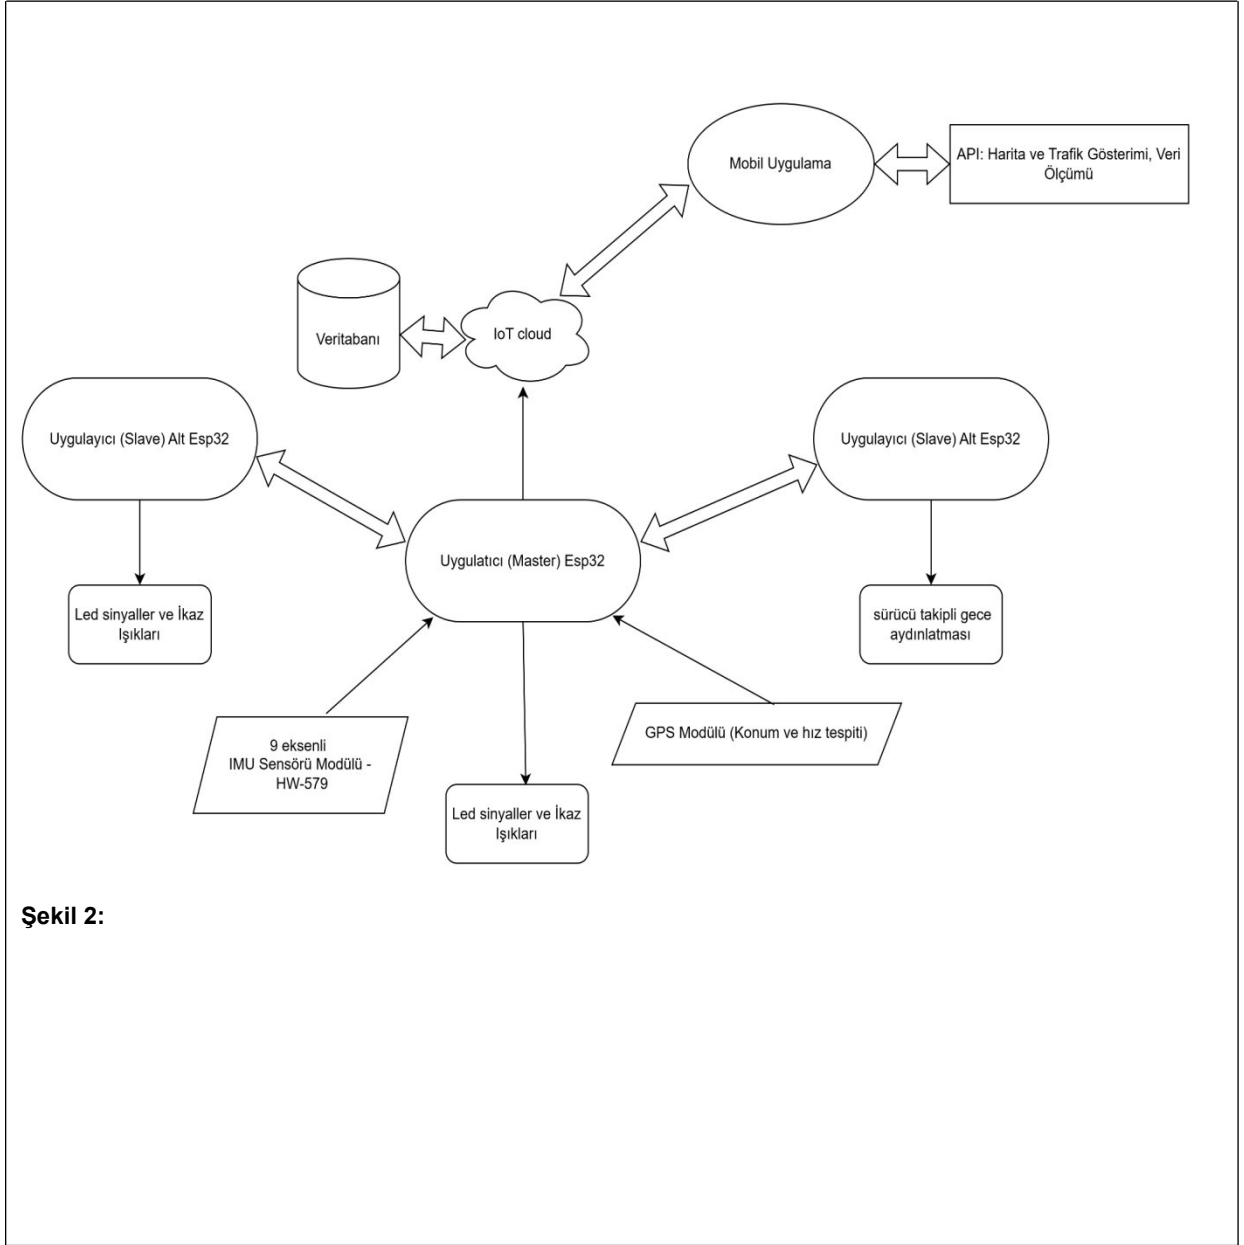 Mobil Uygulama
API: Harita ve Trafik Gösterimi, Veri
Ölçümü
Veritabanı
IoT cloud
Uygulayıcı (Slave) Alt Esp32
Uygulayıcı (Slave) Alt Esp32
Uygulatıcı (Master) Esp32
Led sinyaller ve İkaz
Işıkları
sürücü takipli gece
aydınlatması
9 eksenli
IMU Sensörü Modülü -
HW-579
GPS Modülü (Konum ve hız tespiti)
Led sinyaller ve İkaz
Işıkları
Şekil 2: